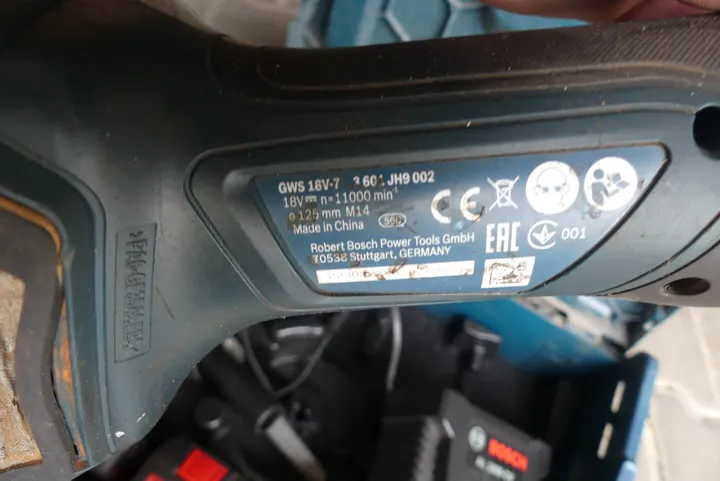 GWS 18V-7 3 601 JH9 002
18V n=11000 min⁻¹
ø 125 mm M14
Made in China
Robert Bosch Power Tools GmbH
70538 Stuttgart, GERMANY
CE
EAC
001
BOSCH